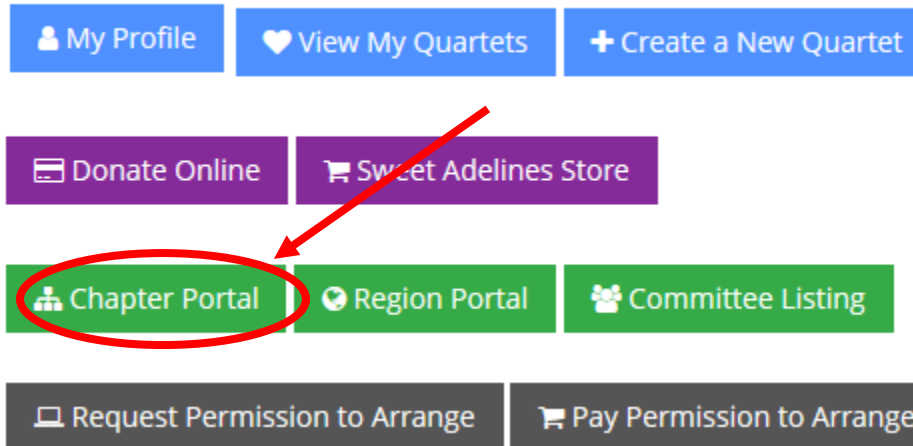 My Profile View My Quartets Create a New Quartet
Donate Online Sweet Adelines Store
Chapter Portal Region Portal Committee Listing
Request Permission to Arrange Pay Permission to Arrange